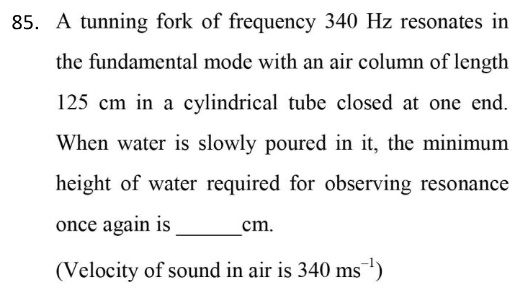 85. A tunning fork of frequency 340 Hz resonates in
the fundamental mode with an air column of length
125 cm in a cylindrical tube closed at one end.
When water is slowly poured in it, the minimum
height of water required for observing resonance
once again is ______cm.
(Velocity of sound in air is 340 ms⁻¹)